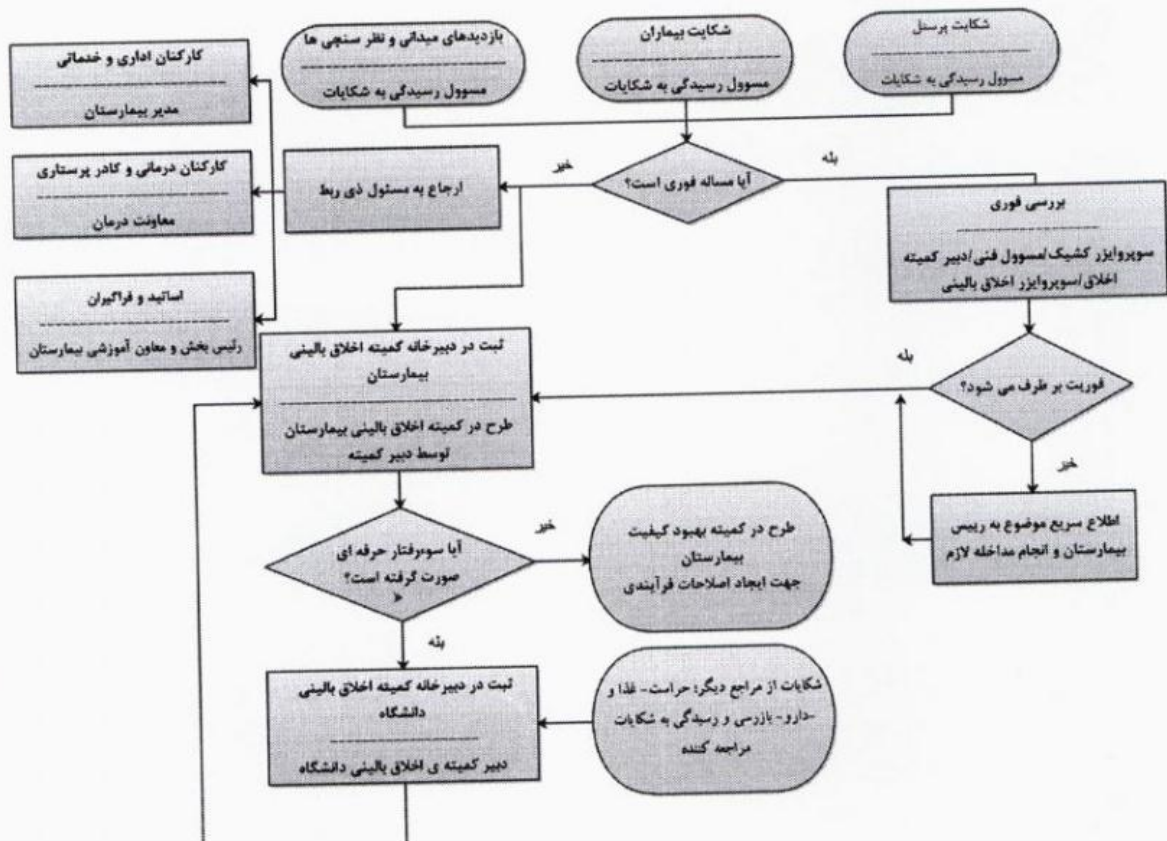 شکایت پرسنل
مسوول رسیدگی به شکایات
شکایت بیماران
مسوول رسیدگی به شکایات
بازدیدهای میدانی و نظر سنجی ها
مسوول رسیدگی به شکایات
کارکنان اداری و خدماتی
مدیر بیمارستان
کارکنان درمانی و کادر پرستاری
معاونت درمان
اساتید و فراگیران
رئیس بخش و معاون آموزشی بیمارستان
ارجاع به مسئول ذی ربط
خیر
آیا مساله فوری است؟
بله
بررسی فوری
سوپروایزر کشیک/مسوول فنی/دبیر کمیته
اخلاق/سوپروایزر اخلاق بالینی
فوریت بر طرف می شود؟
بله
خیر
اطلاع سریع موضوع به رییس
بیمارستان و انجام مداخله لازم
ثبت در دبیرخانه کمیته اخلاق بالینی
بیمارستان
طرح در کمیته اخلاق بالینی بیمارستان
توسط دبیر کمیته
آیا سوءرفتار حرفه ای
صورت گرفته است؟
خیر
طرح در کمیته بهبود کیفیت
بیمارستان
جهت ایجاد اصلاحات فرآیندی
بله
ثبت در دبیرخانه کمیته اخلاق بالینی
دانشگاه
دبیر کمیته ی اخلاق بالینی دانشگاه
شکایات از مراجع دیگر: حراست- غذا و
-دارو- بازرسی و رسیدگی به شکایات
مراجعه کننده